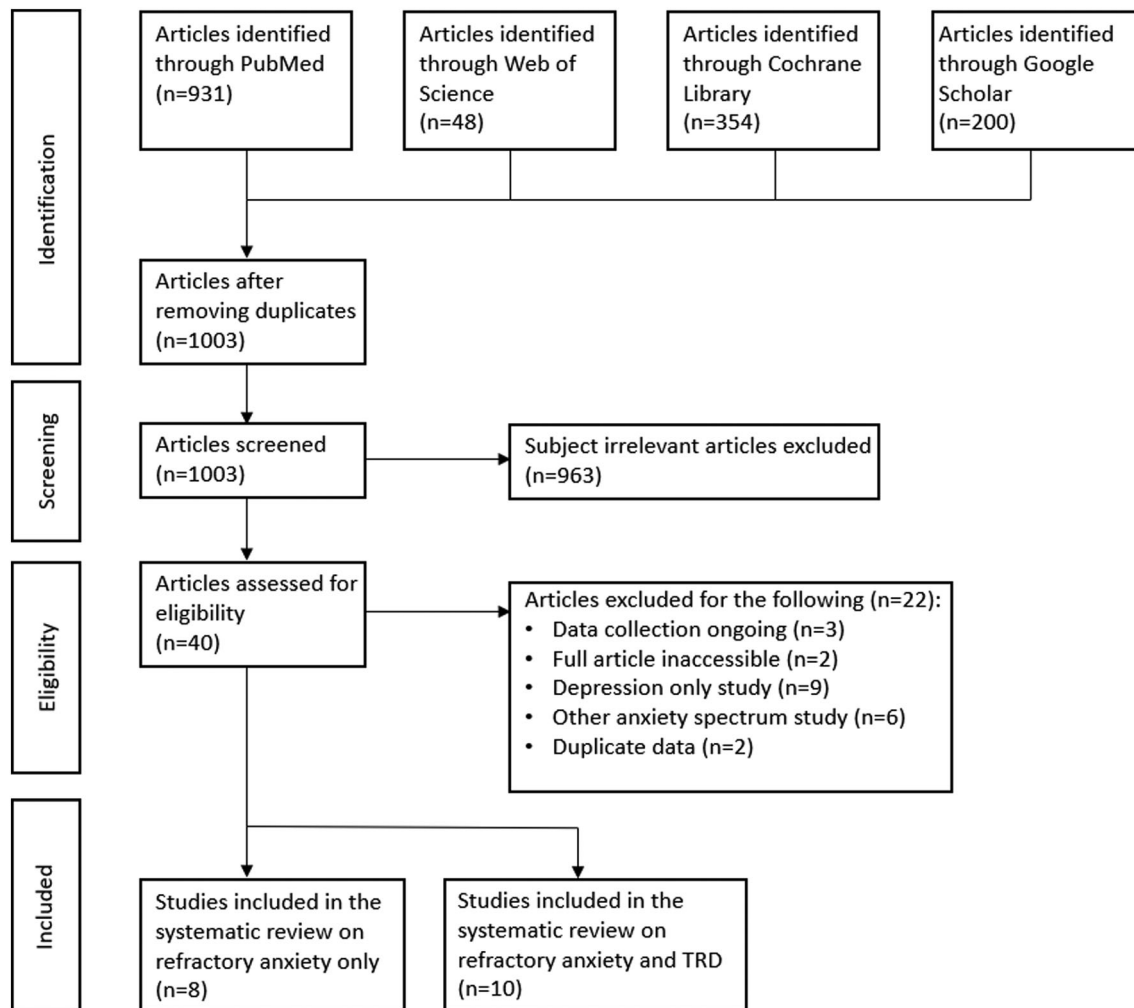 Identification
Articles identified
through PubMed
(n=931)
Articles identified
through Web of
Science
(n=48)
Articles identified
through Cochrane
Library
(n=354)
Articles identified
through Google
Scholar
(n=200)
Articles after
removing duplicates
(n=1003)
Screening
Articles screened
(n=1003)
Subject irrelevant articles excluded
(n=963)
Eligibility
Articles assessed for
eligibility
(n=40)
Articles excluded for the following (n=22):
• Data collection ongoing (n=3)
• Full article inaccessible (n=2)
• Depression only study (n=9)
• Other anxiety spectrum study (n=6)
• Duplicate data (n=2)
Included
Studies included in the
systematic review on
refractory anxiety only
(n=8)
Studies included in the
systematic review on
refractory anxiety and TRD
(n=10)